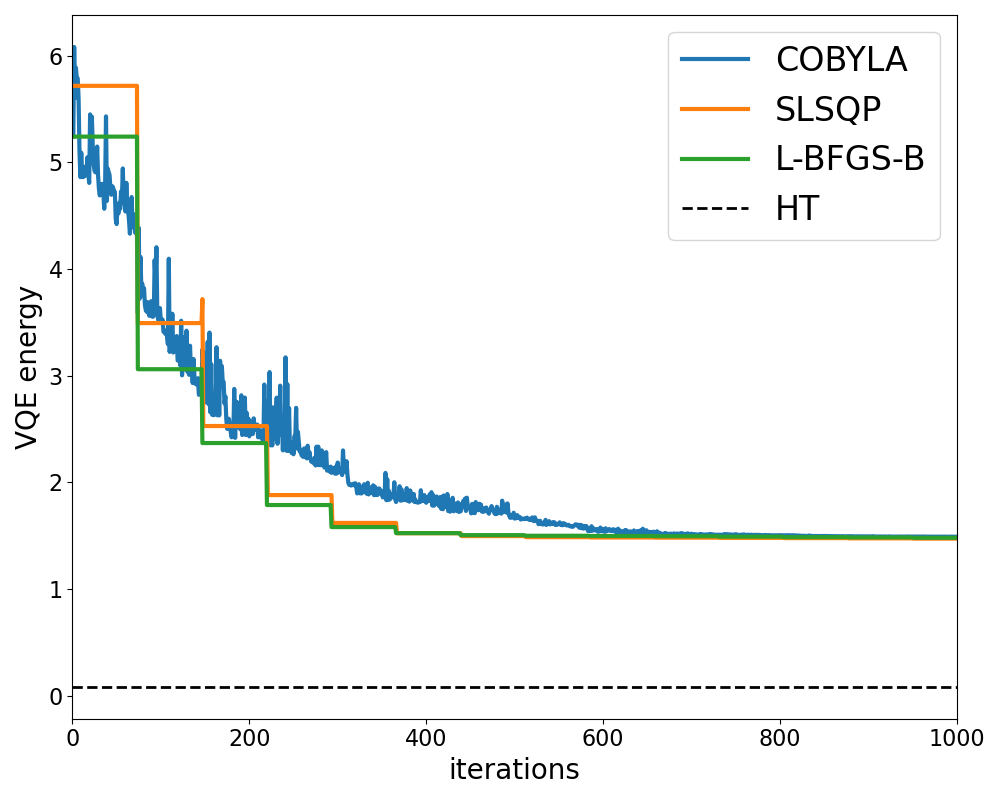 COBYLA
SLSQP
L-BFGS-B
HT
VQE energy
6
5
4
3
2
1
0
0 200 400 600 800 1000
iterations